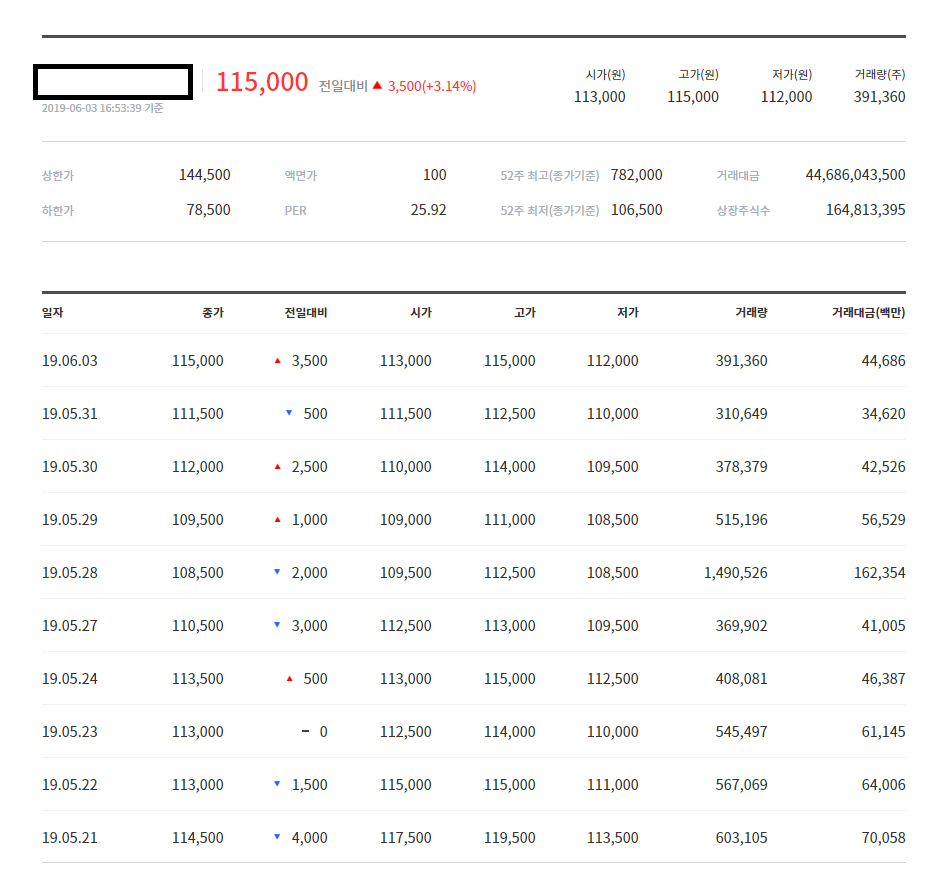 115,000 전일대비 ▲ 3,500(+3.14%)
시가(원) 고가(원) 저가(원) 거래량(주)
113,000 115,000 112,000 391,360
2019-06-03 16:53:39 기준
상한가 144,500 액면가 100 52주 최고(종가기준) 782,000 거래대금 44,686,043,500
하한가 78,500 PER 25.92 52주 최저(종가기준) 106,500 상장주식수 164,813,395
일자 종가 전일대비 시가 고가 저가 거래량 거래대금(백만)
19.06.03 115,000 ▲ 3,500 113,000 115,000 112,000 391,360 44,686
19.05.31 111,500 ▼ 500 111,500 112,500 110,000 310,649 34,620
19.05.30 112,000 ▲ 2,500 110,000 114,000 109,500 378,379 42,526
19.05.29 109,500 ▲ 1,000 109,000 111,000 108,500 515,196 56,529
19.05.28 108,500 ▼ 2,000 109,500 112,500 108,500 1,490,526 162,354
19.05.27 110,500 ▼ 3,000 112,500 113,000 109,500 369,902 41,005
19.05.24 113,500 ▲ 500 113,000 115,000 112,500 408,081 46,387
19.05.23 113,000 − 0 112,500 114,000 110,000 545,497 61,145
19.05.22 113,000 ▼ 1,500 115,000 115,000 111,000 567,069 64,006
19.05.21 114,500 ▼ 4,000 117,500 119,500 113,500 603,105 70,058